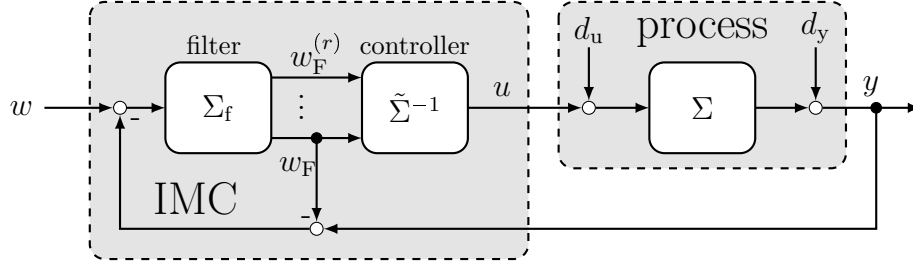 filter
controller
process
w_F^{(r)}
d_u
d_y
w
-
Σ_f
⋮
Σ̃^{-1}
u
Σ
y
w_F
IMC
-